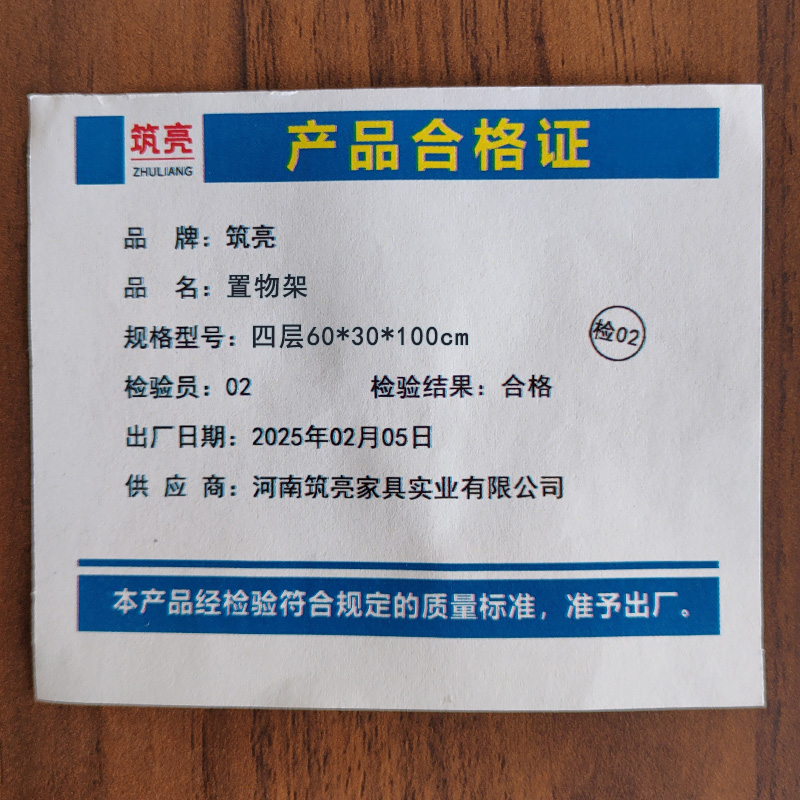 筑亮
ZHULIANG
产品合格证
品 牌：筑亮
品 名：置物架
规格型号：四层60*30*100cm
检02
检验员：02 检验结果：合格
出厂日期：2025年02月05日
供 应 商：河南筑亮家具实业有限公司
本产品经检验符合规定的质量标准，准予出厂。